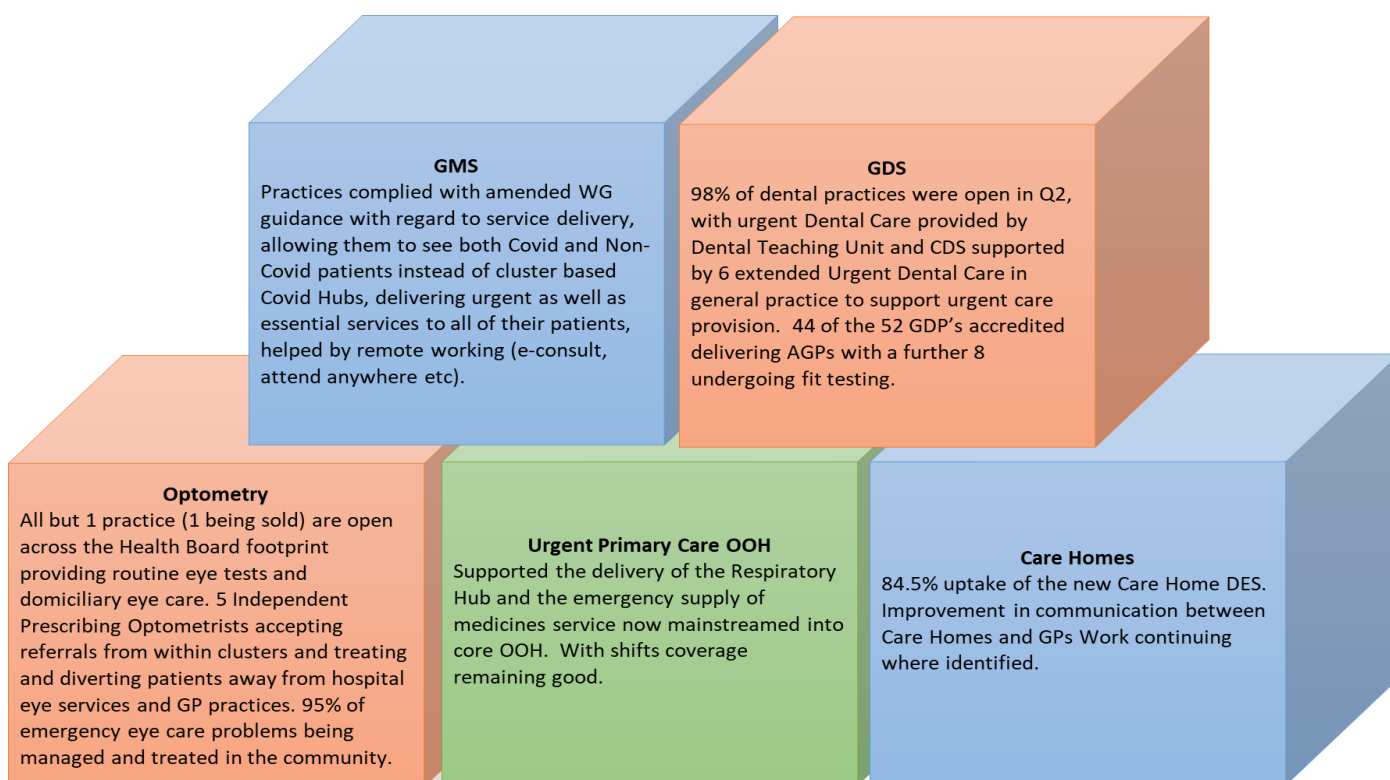 GMS
Practices complied with amended WG
guidance with regard to service delivery,
allowing them to see both Covid and Non-
Covid patients instead of cluster based
Covid Hubs, delivering urgent as well as
essential services to all of their patients,
helped by remote working (e-consult,
attend anywhere etc).
GDS
98% of dental practices were open in Q2,
with urgent Dental Care provided by
Dental Teaching Unit and CDS supported
by 6 extended Urgent Dental Care in
general practice to support urgent care
provision.  44 of the 52 GDP's accredited
delivering AGPs with a further 8
undergoing fit testing.
Optometry
All but 1 practice (1 being sold) are open
across the Health Board footprint
providing routine eye tests and
domiciliary eye care. 5 Independent
Prescribing Optometrists accepting
referrals from within clusters and treating
and diverting patients away from hospital
eye services and GP practices. 95% of
emergency eye care problems being
managed and treated in the community.
Urgent Primary Care OOH
Supported the delivery of the Respiratory
Hub and the emergency supply of
medicines service now mainstreamed into
core OOH.  With shifts coverage
remaining good.
Care Homes
84.5% uptake of the new Care Home DES.
Improvement in communication between
Care Homes and GPs Work continuing
where identified.